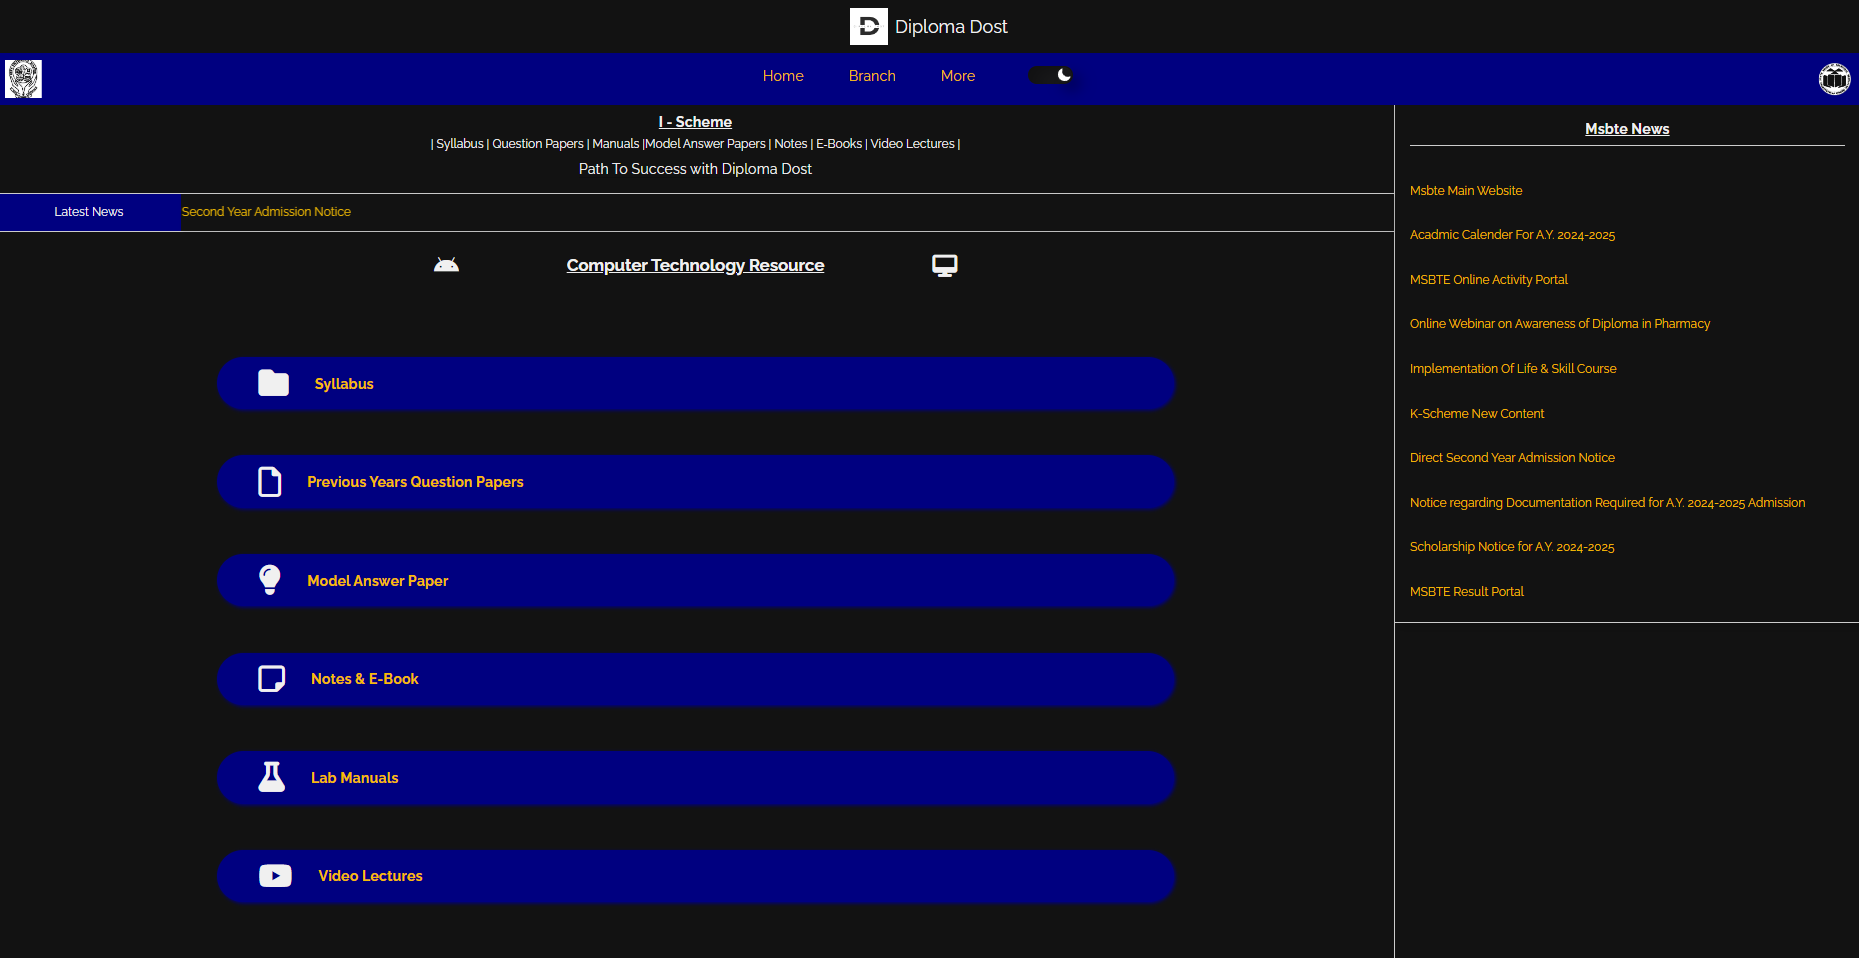 Diploma Dost
Home Branch More
I - Scheme
| Syllabus | Question Papers | Manuals |Model Answer Papers | Notes | E-Books | Video Lectures |
Path To Success with Diploma Dost
Latest News Second Year Admission Notice
Computer Technology Resource
Syllabus
Previous Years Question Papers
Model Answer Paper
Notes & E-Book
Lab Manuals
Video Lectures
Msbte News
Msbte Main Website
Acadmic Calender For A.Y. 2024-2025
MSBTE Online Activity Portal
Online Webinar on Awareness of Diploma in Pharmacy
Implementation Of Life & Skill Course
K-Scheme New Content
Direct Second Year Admission Notice
Notice regarding Documentation Required for A.Y. 2024-2025 Admission
Scholarship Notice for A.Y. 2024-2025
MSBTE Result Portal